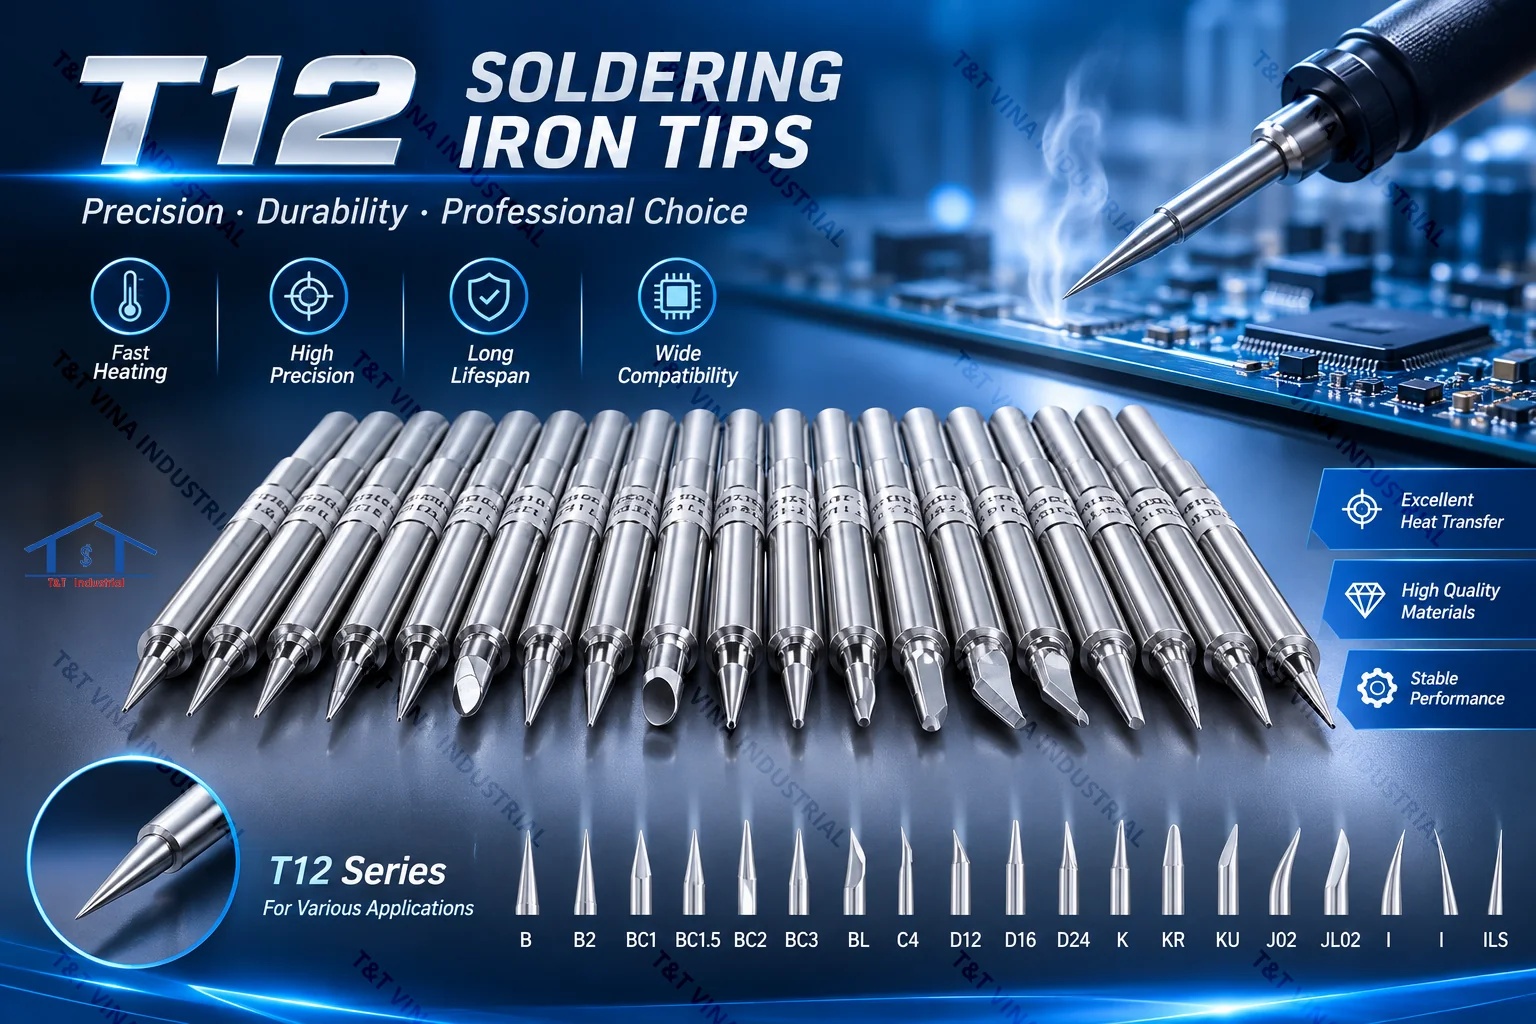 T12
SOLDERING
IRON TIPS
Precision · Durability · Professional Choice
Fast
Heating
High
Precision
Long
Lifespan
Wide
Compatibility
Excellent
Heat Transfer
High Quality
Materials
Stable
Performance
$
T&T Industrial
T12 Series
For Various Applications
B B2 BC1 BC1.5 BC2 BC3 BL C4 D12 D16 D24 K KR KU J02 JL02 I I ILS
T&T VINA INDUSTRIAL